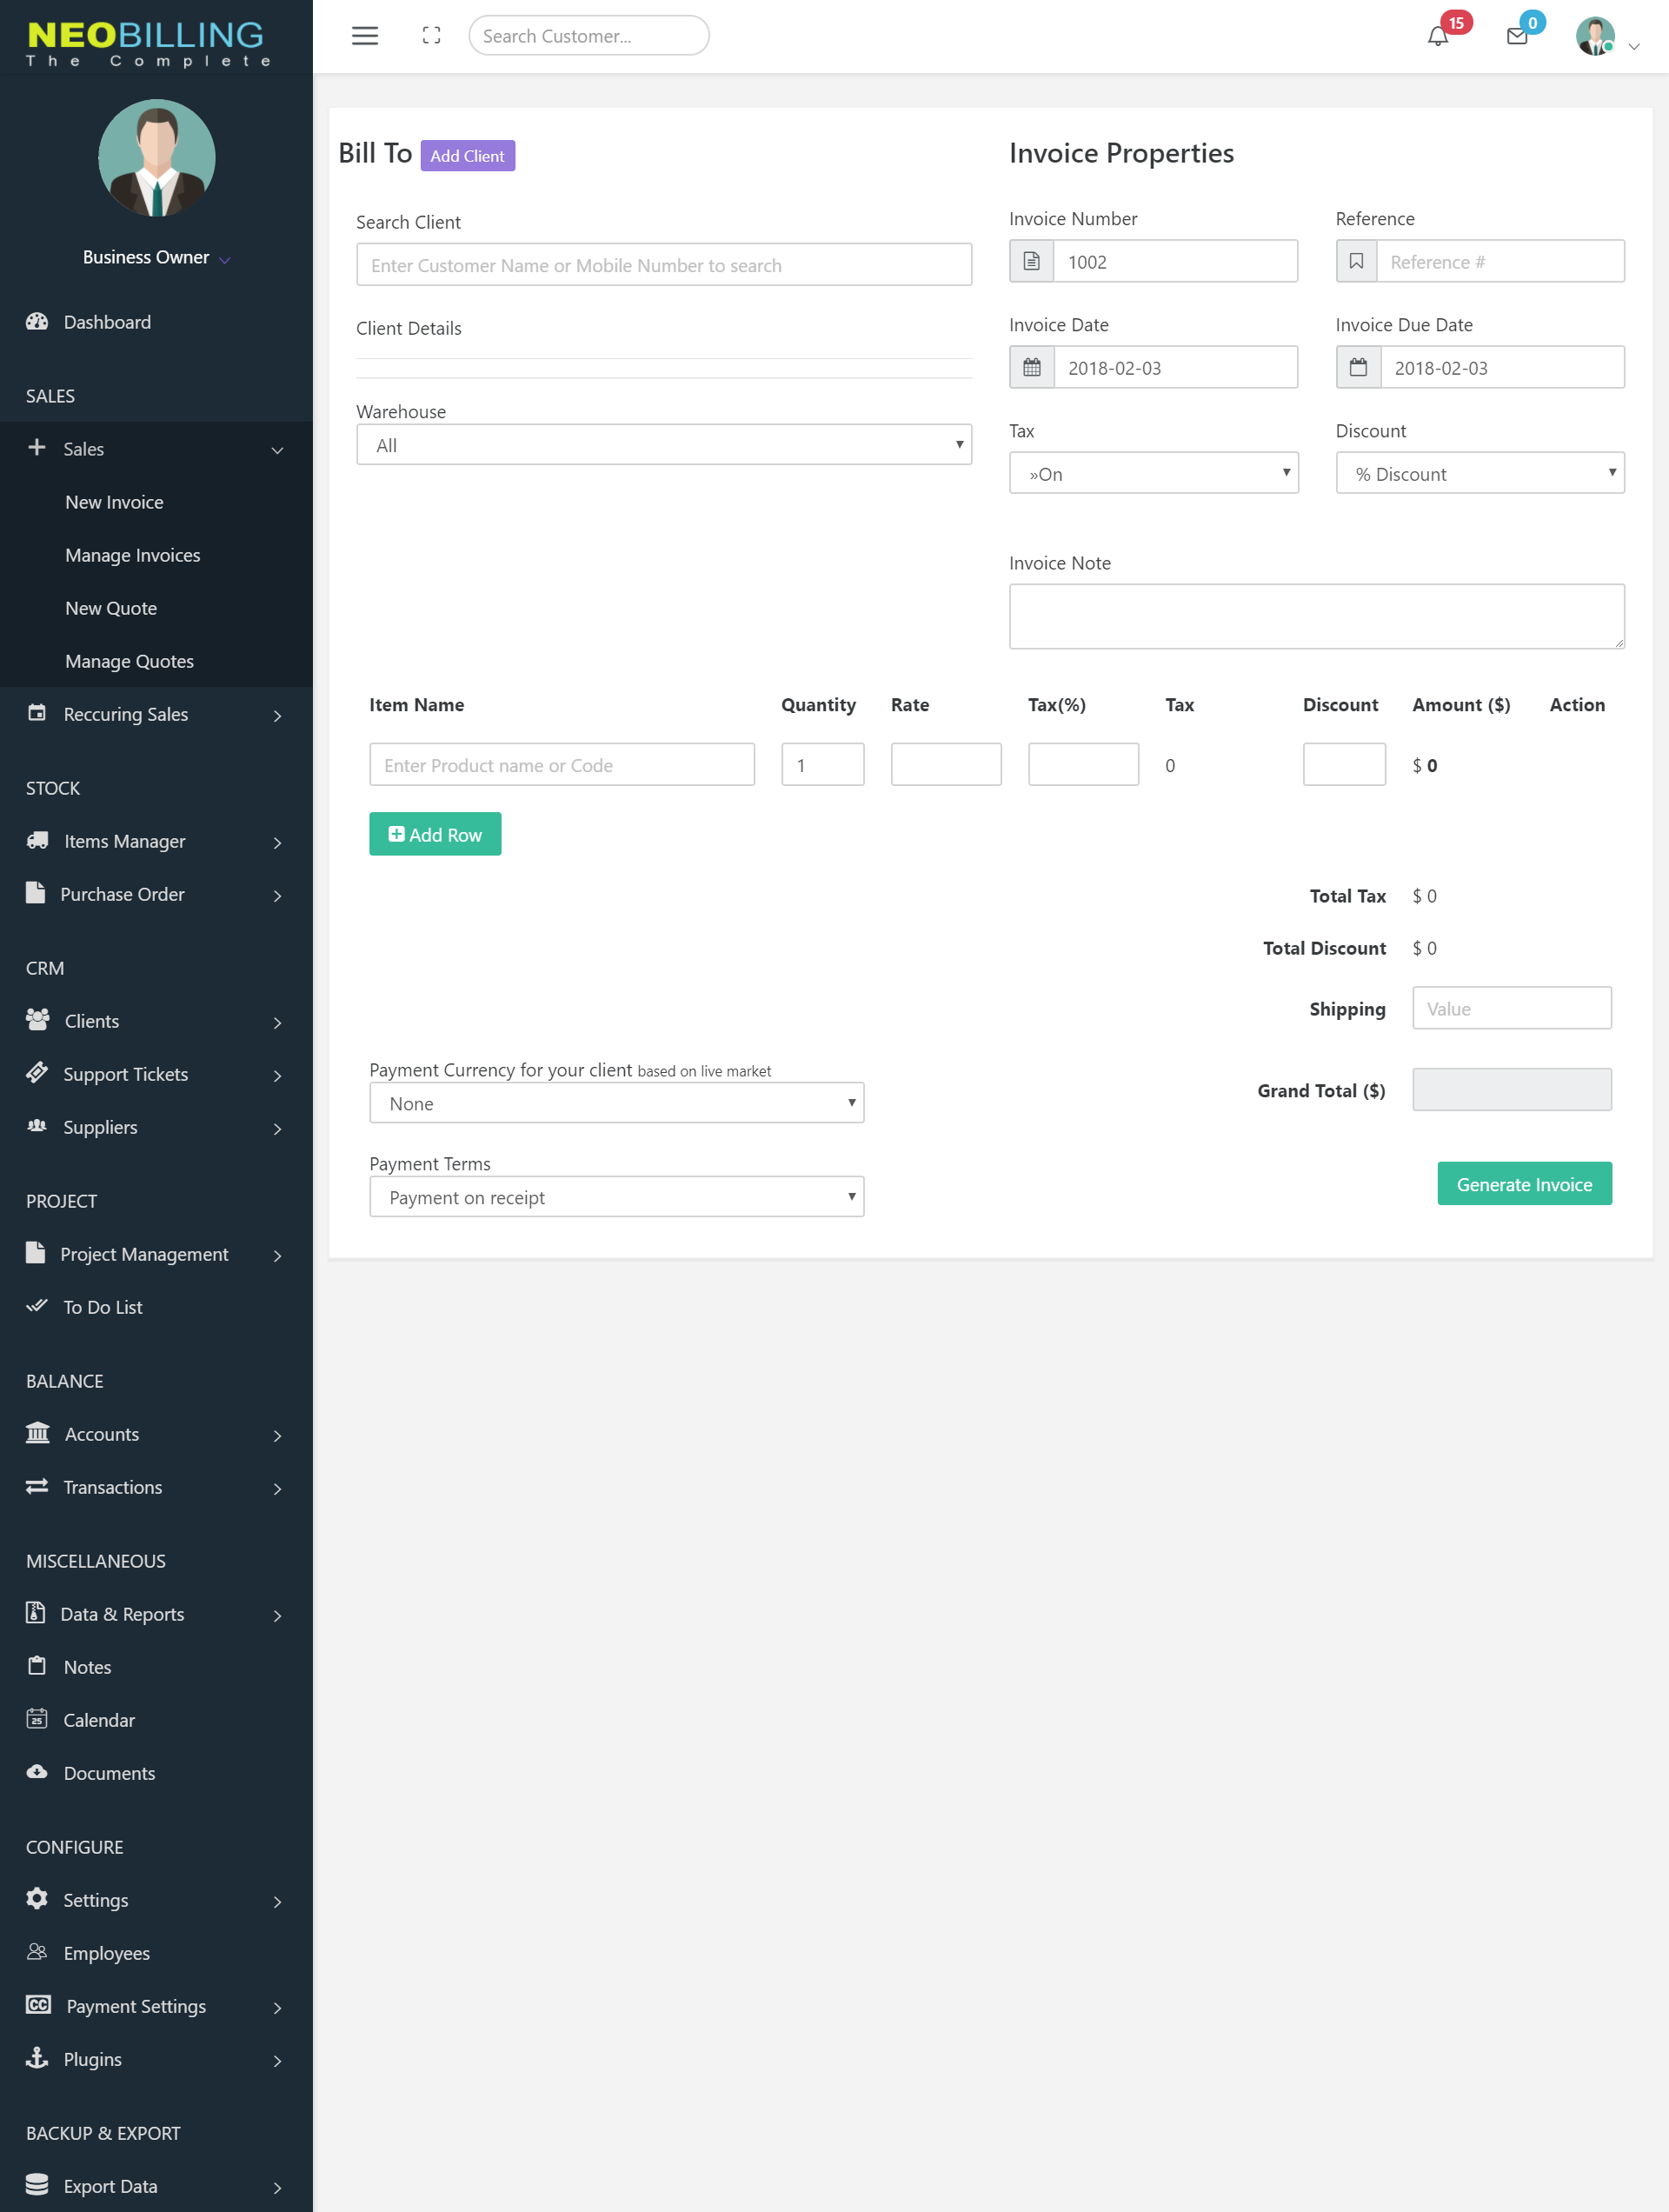 NEOBILLING
The Complete
Search Customer...
15
0
Business Owner
Dashboard
SALES
Sales
New Invoice
Manage Invoices
New Quote
Manage Quotes
Reccuring Sales
STOCK
Items Manager
Purchase Order
CRM
Clients
Support Tickets
Suppliers
PROJECT
Project Management
To Do List
BALANCE
Accounts
Transactions
MISCELLANEOUS
Data & Reports
Notes
25
Calendar
Documents
CONFIGURE
Settings
Employees
CC Payment Settings
Plugins
BACKUP & EXPORT
Export Data
Bill To Add Client
Search Client
Enter Customer Name or Mobile Number to search
Client Details
Warehouse
All
Invoice Properties
Invoice Number Reference
1002 Reference #
Invoice Date Invoice Due Date
2018-02-03 2018-02-03
Tax Discount
»On % Discount
Invoice Note
Item Name Quantity Rate Tax(%) Tax Discount Amount ($) Action
Enter Product name or Code 1 0 $ 0
Add Row
Total Tax $ 0
Total Discount $ 0
Shipping Value
Payment Currency for your client based on live market
None
Grand Total ($)
Payment Terms
Payment on receipt
Generate Invoice